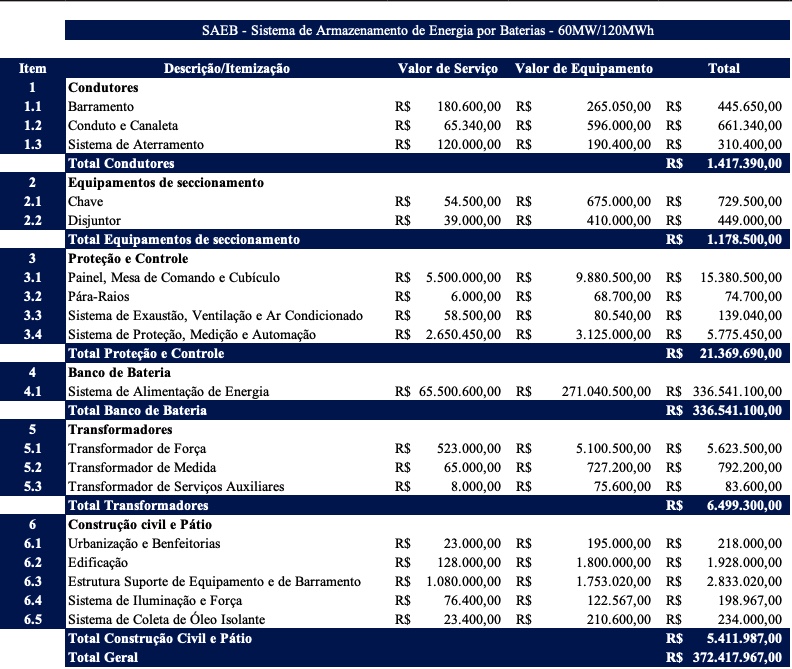 SAEB - Sistema de Armazenamento de Energia por Baterias - 60MW/120MWh
Item Descrição/Itemização Valor de Serviço Valor de Equipamento Total
1 Condutores
1.1 Barramento R$ 180.600,00 R$ 265.050,00 R$ 445.650,00
1.2 Conduto e Canaleta R$ 65.340,00 R$ 596.000,00 R$ 661.340,00
1.3 Sistema de Aterramento R$ 120.000,00 R$ 190.400,00 R$ 310.400,00
Total Condutores R$ 1.417.390,00
2 Equipamentos de seccionamento
2.1 Chave R$ 54.500,00 R$ 675.000,00 R$ 729.500,00
2.2 Disjuntor R$ 39.000,00 R$ 410.000,00 R$ 449.000,00
Total Equipamentos de seccionamento R$ 1.178.500,00
3 Proteção e Controle
3.1 Painel, Mesa de Comando e Cubículo R$ 5.500.000,00 R$ 9.880.500,00 R$ 15.380.500,00
3.2 Pára-Raios R$ 6.000,00 R$ 68.700,00 R$ 74.700,00
3.3 Sistema de Exaustão, Ventilação e Ar Condicionado R$ 58.500,00 R$ 80.540,00 R$ 139.040,00
3.4 Sistema de Proteção, Medição e Automação R$ 2.650.450,00 R$ 3.125.000,00 R$ 5.775.450,00
Total Proteção e Controle R$ 21.369.690,00
4 Banco de Bateria
4.1 Sistema de Alimentação de Energia R$ 65.500.600,00 R$ 271.040.500,00 R$ 336.541.100,00
Total Banco de Bateria R$ 336.541.100,00
5 Transformadores
5.1 Transformador de Força R$ 523.000,00 R$ 5.100.500,00 R$ 5.623.500,00
5.2 Transformador de Medida R$ 65.000,00 R$ 727.200,00 R$ 792.200,00
5.3 Transformador de Serviços Auxiliares R$ 8.000,00 R$ 75.600,00 R$ 83.600,00
Total Transformadores R$ 6.499.300,00
6 Construção civil e Pátio
6.1 Urbanização e Benfeitorias R$ 23.000,00 R$ 195.000,00 R$ 218.000,00
6.2 Edificação R$ 128.000,00 R$ 1.800.000,00 R$ 1.928.000,00
6.3 Estrutura Suporte de Equipamento e de Barramento R$ 1.080.000,00 R$ 1.753.020,00 R$ 2.833.020,00
6.4 Sistema de Iluminação e Força R$ 76.400,00 R$ 122.567,00 R$ 198.967,00
6.5 Sistema de Coleta de Óleo Isolante R$ 23.400,00 R$ 210.600,00 R$ 234.000,00
Total Construção Civil e Pátio R$ 5.411.987,00
Total Geral R$ 372.417.967,00